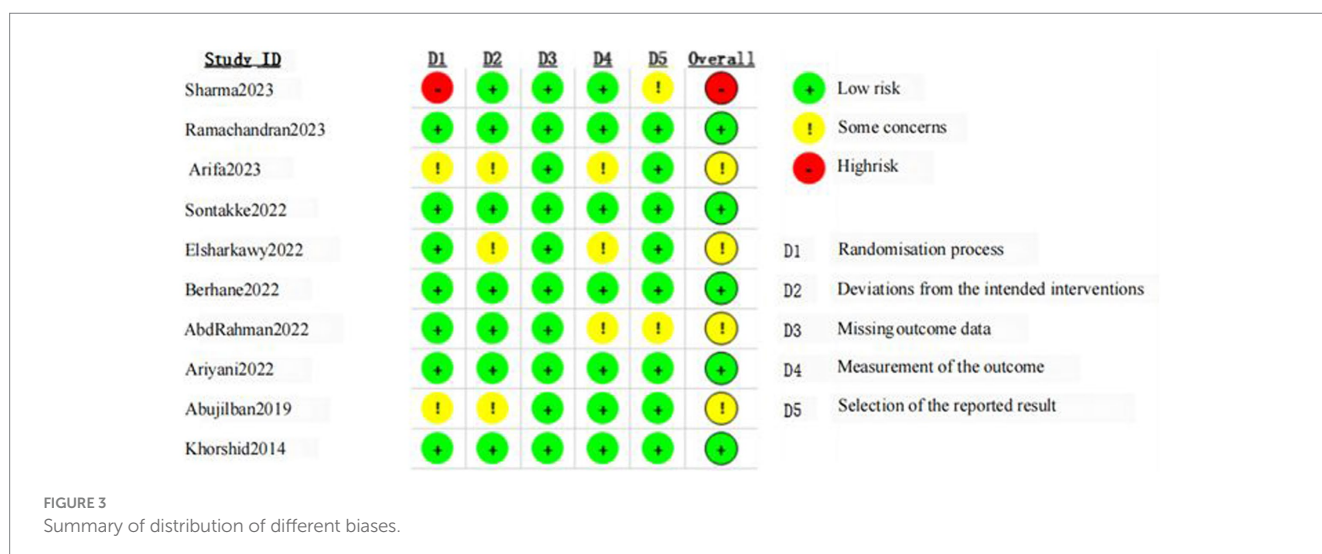 Study ID D1 D2 D3 D4 D5 Overall
Sharma2023 - + + + ! - + Low risk
Ramachandran2023 + + + + + + ! Some concerns
Arifa2023 ! ! + ! + ! - Highrisk
Sontakke2022 + + + + + +
Elsharkawy2022 + ! + ! + ! D1 Randomisation process
Berhane2022 + + + + + + D2 Deviations from the intended interventions
AbdRahman2022 + + + ! ! ! D3 Missing outcome data
Ariyani2022 + + + + + + D4 Measurement of the outcome
Abujilban2019 ! ! + + + ! D5 Selection of the reported result
Khorshid2014 + + + + + +
FIGURE 3
Summary of distribution of different biases.